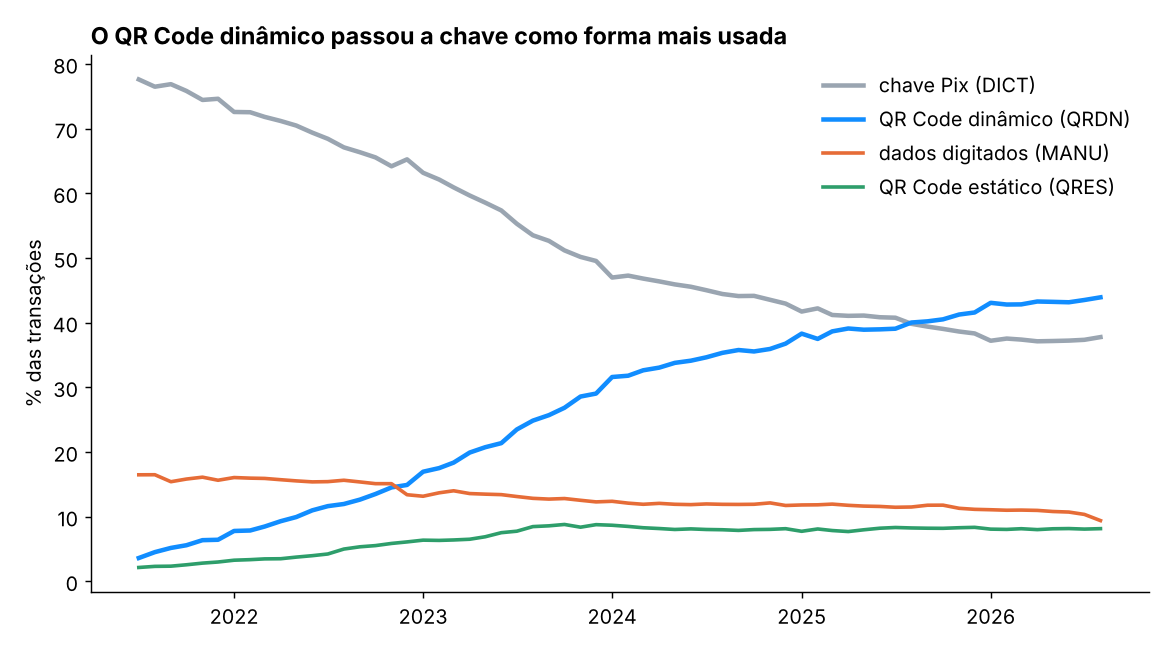 O QR Code dinâmico passou a chave como forma mais usada
% das transações
80
70
60
50
40
30
20
10
0
chave Pix (DICT)
QR Code dinâmico (QRDN)
dados digitados (MANU)
QR Code estático (QRES)
2022 2023 2024 2025 2026